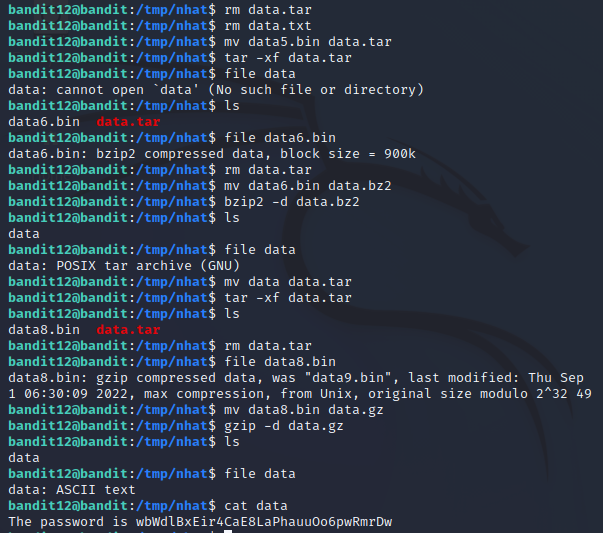 bandit12@bandit:/tmp/nhat$ rm data.tar
bandit12@bandit:/tmp/nhat$ rm data.txt
bandit12@bandit:/tmp/nhat$ mv data5.bin data.tar
bandit12@bandit:/tmp/nhat$ tar -xf data.tar
bandit12@bandit:/tmp/nhat$ file data
data: cannot open `data' (No such file or directory)
bandit12@bandit:/tmp/nhat$ ls
data6.bin  data.tar
bandit12@bandit:/tmp/nhat$ file data6.bin
data6.bin: bzip2 compressed data, block size = 900k
bandit12@bandit:/tmp/nhat$ rm data.tar
bandit12@bandit:/tmp/nhat$ mv data6.bin data.bz2
bandit12@bandit:/tmp/nhat$ bzip2 -d data.bz2
bandit12@bandit:/tmp/nhat$ ls
data
bandit12@bandit:/tmp/nhat$ file data
data: POSIX tar archive (GNU)
bandit12@bandit:/tmp/nhat$ mv data data.tar
bandit12@bandit:/tmp/nhat$ tar -xf data.tar
bandit12@bandit:/tmp/nhat$ ls
data8.bin  data.tar
bandit12@bandit:/tmp/nhat$ rm data.tar
bandit12@bandit:/tmp/nhat$ file data8.bin
data8.bin: gzip compressed data, was "data9.bin", last modified: Thu Sep
1 06:30:09 2022, max compression, from Unix, original size modulo 2^32 49
bandit12@bandit:/tmp/nhat$ mv data8.bin data.gz
bandit12@bandit:/tmp/nhat$ gzip -d data.gz
bandit12@bandit:/tmp/nhat$ ls
data
bandit12@bandit:/tmp/nhat$ file data
data: ASCII text
bandit12@bandit:/tmp/nhat$ cat data
The password is wbWdlBxEir4CaE8LaPhauuOo6pwRmrDw